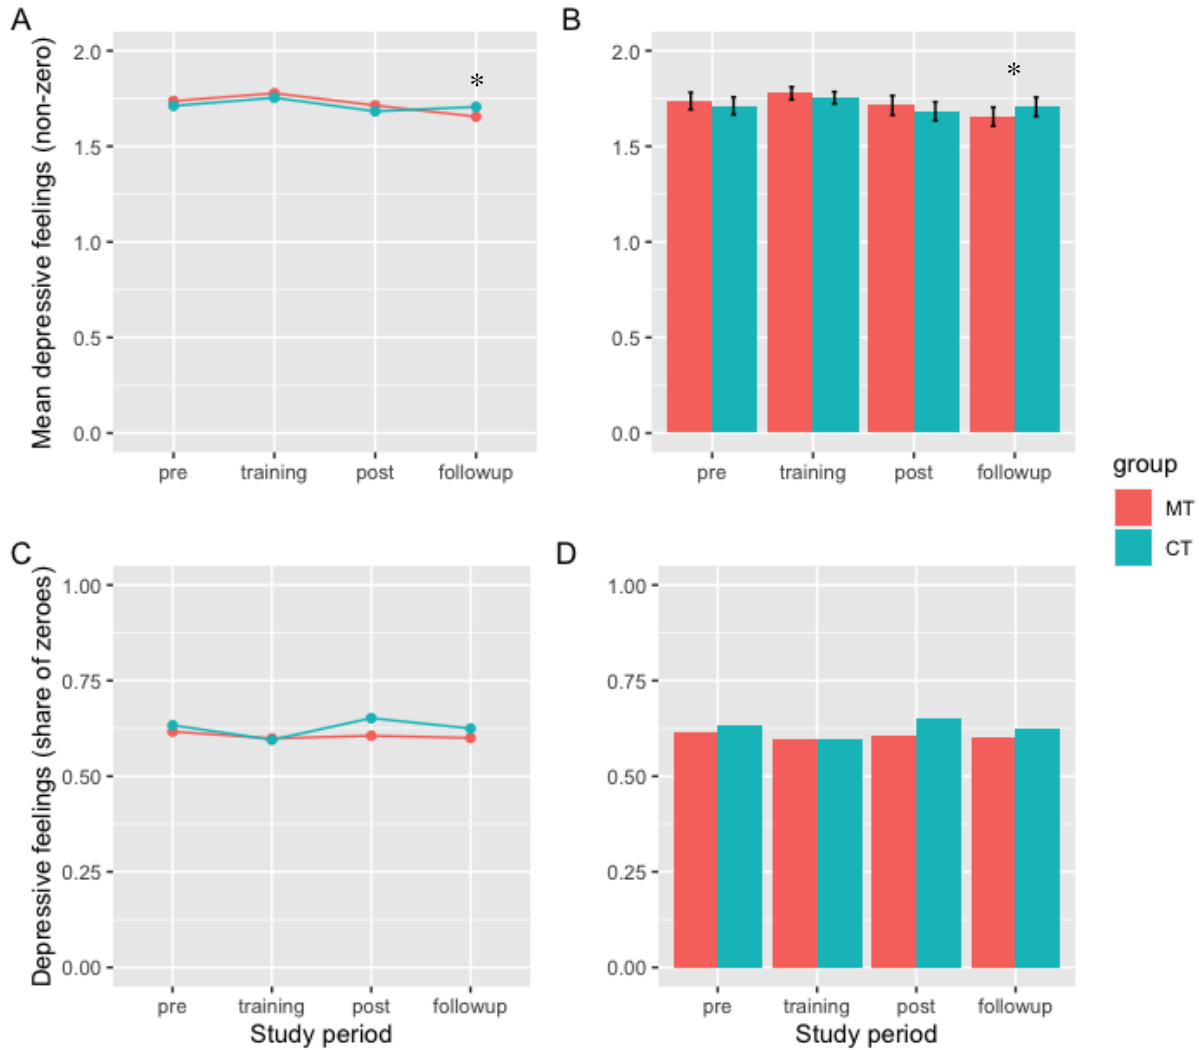 A
Mean depressive feelings (non-zero)
2.0
1.5
1.0
0.5
0.0
*
pre training post followup
B
2.0
1.5
1.0
0.5
0.0
*
pre training post followup
group
MT
CT
C
Depressive feelings (share of zeroes)
1.00
0.75
0.50
0.25
0.00
pre training post followup
Study period
D
1.00
0.75
0.50
0.25
0.00
pre training post followup
Study period